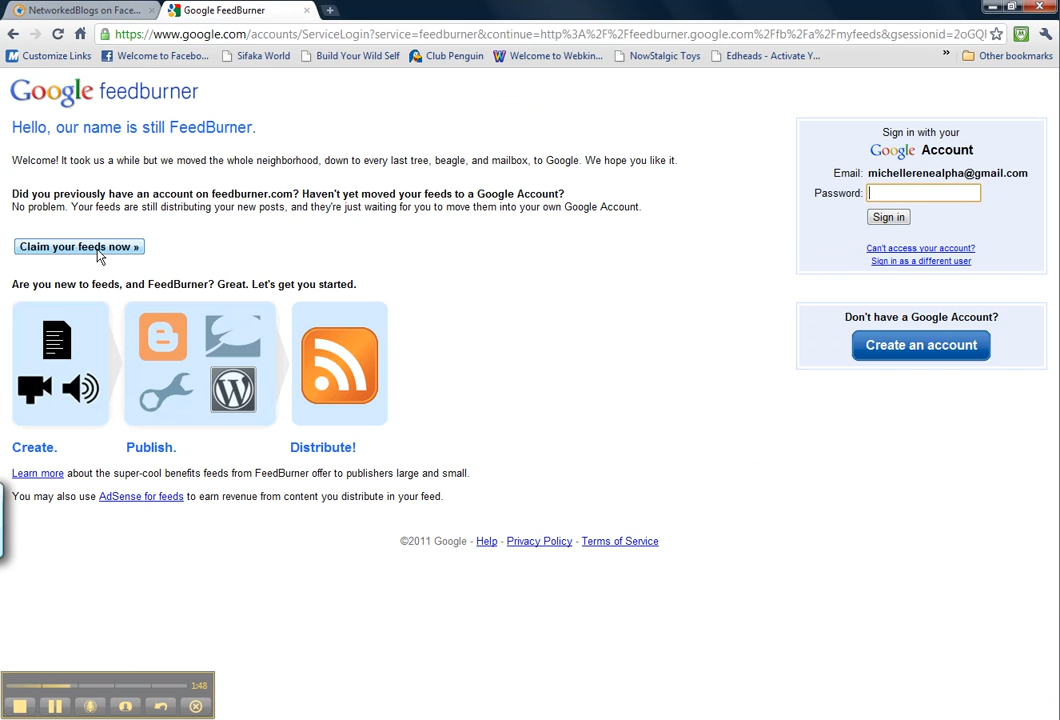 NetworkedBlogs on Face...
Google FeedBurner
https://www.google.com/accounts/ServiceLogin?service=feedburner&continue=http%3A%2F%2Ffeedburner.google.com%2Ffb%2Fa%2Fmyfeeds&gsessionid=2oGQI
Customize Links
Welcome to Facebo...
Sifaka World
Build Your Wild Self
Club Penguin
Welcome to Webkin...
NowStalgic Toys
Edheads - Activate Y...
»
Other bookmarks
Google feedburner
Hello, our name is still FeedBurner.
Welcome! It took us a while but we moved the whole neighborhood, down to every last tree, beagle, and mailbox, to Google. We hope you like it.
Did you previously have an account on feedburner.com? Haven't yet moved your feeds to a Google Account?
No problem. Your feeds are still distributing your new posts, and they're just waiting for you to move them into your own Google Account.
Claim your feeds now »
Are you new to feeds, and FeedBurner? Great. Let's get you started.
Create.
Publish.
Distribute!
Learn more about the super-cool benefits feeds from FeedBurner offer to publishers large and small.
You may also use AdSense for feeds to earn revenue from content you distribute in your feed.
Sign in with your
Google Account
Email: michellerenealpha@gmail.com
Password:
Sign in
Can't access your account?
Sign in as a different user
Don't have a Google Account?
Create an account
©2011 Google - Help - Privacy Policy - Terms of Service
1:48